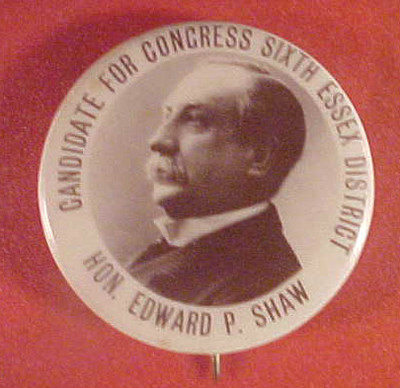 CANDIDATE FOR CONGRESS SIXTH ESSEX DISTRICT
HON. EDWARD P. SHAW